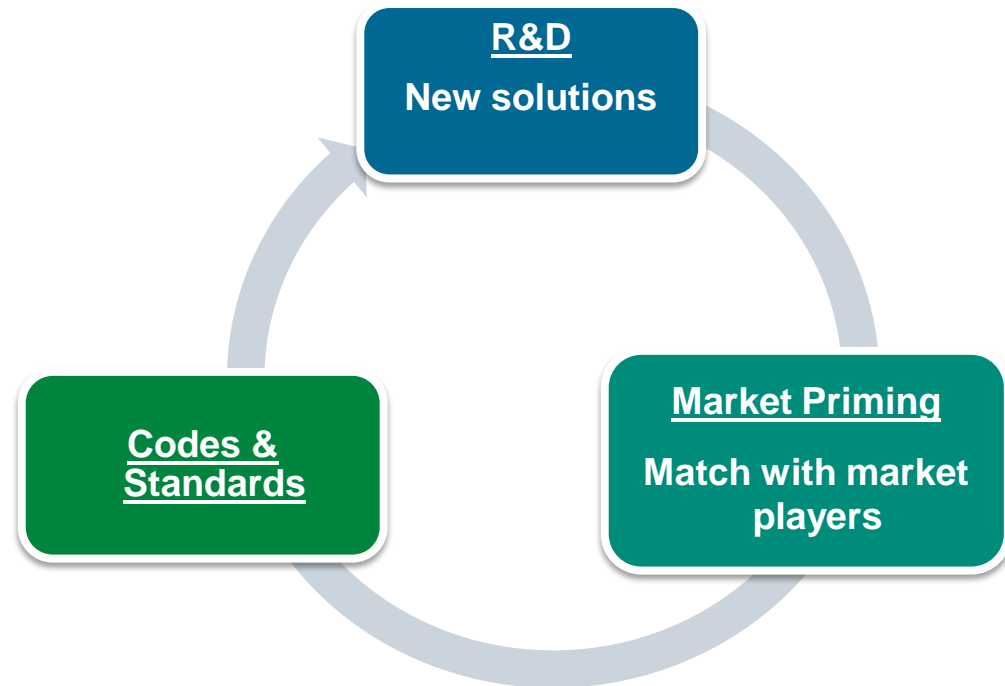 R&D
New solutions
Market Priming
Match with market
players
Codes &
Standards